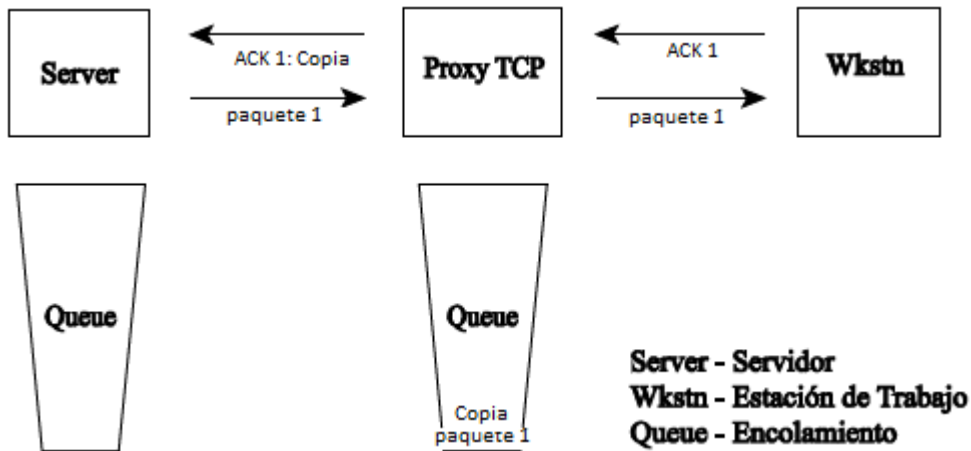 ACK 1: Copia
ACK 1
Server
Proxy TCP
Wkstn
paquete 1
paquete 1
Queue
Queue
Copia
paquete 1
Server - Servidor
Wkstn - Estación de Trabajo
Queue - Encolamiento